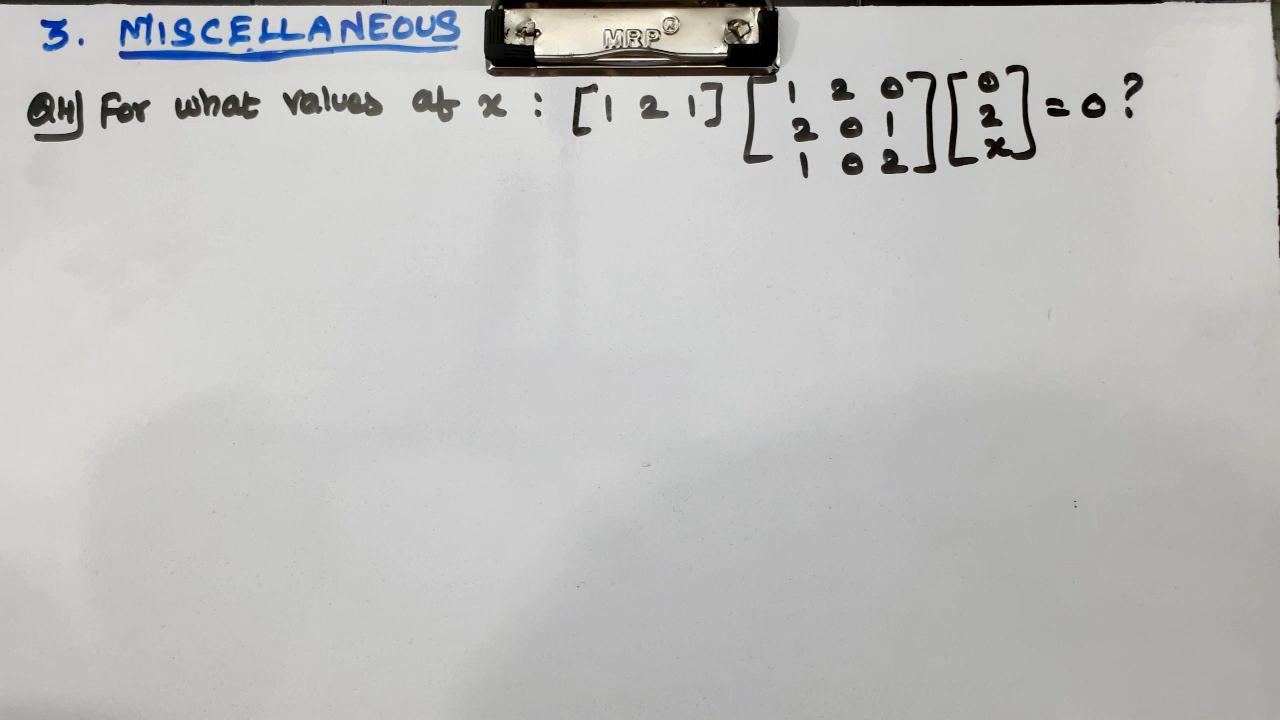 3. MISCELLANEOUS
MRP®
Q4] For what values of x : [1 2 1] [1 2 0 [0
2 0 1 2
1 0 2] x] = 0 ?